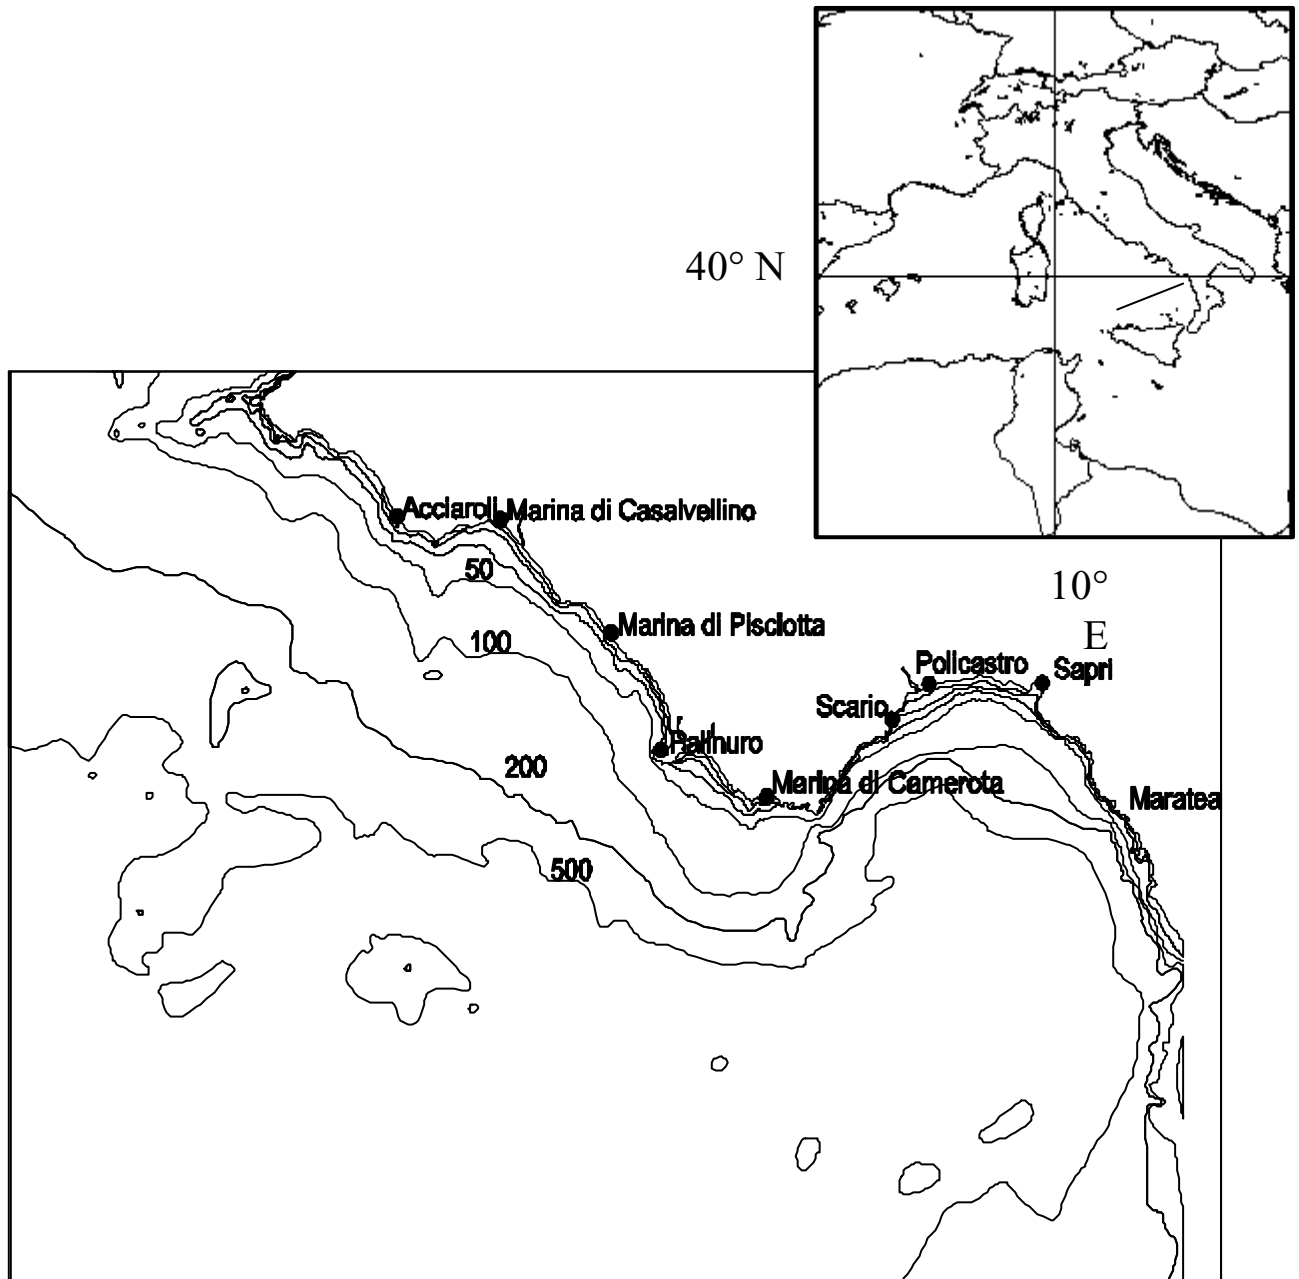 40° N
Acciaroli
Marina di Casalvellino
50
10°
E
Marina di Pisciotta
100
Policastro
Sapri
Scario
Palinuro
200
Marina di Camerota
Maratea
500